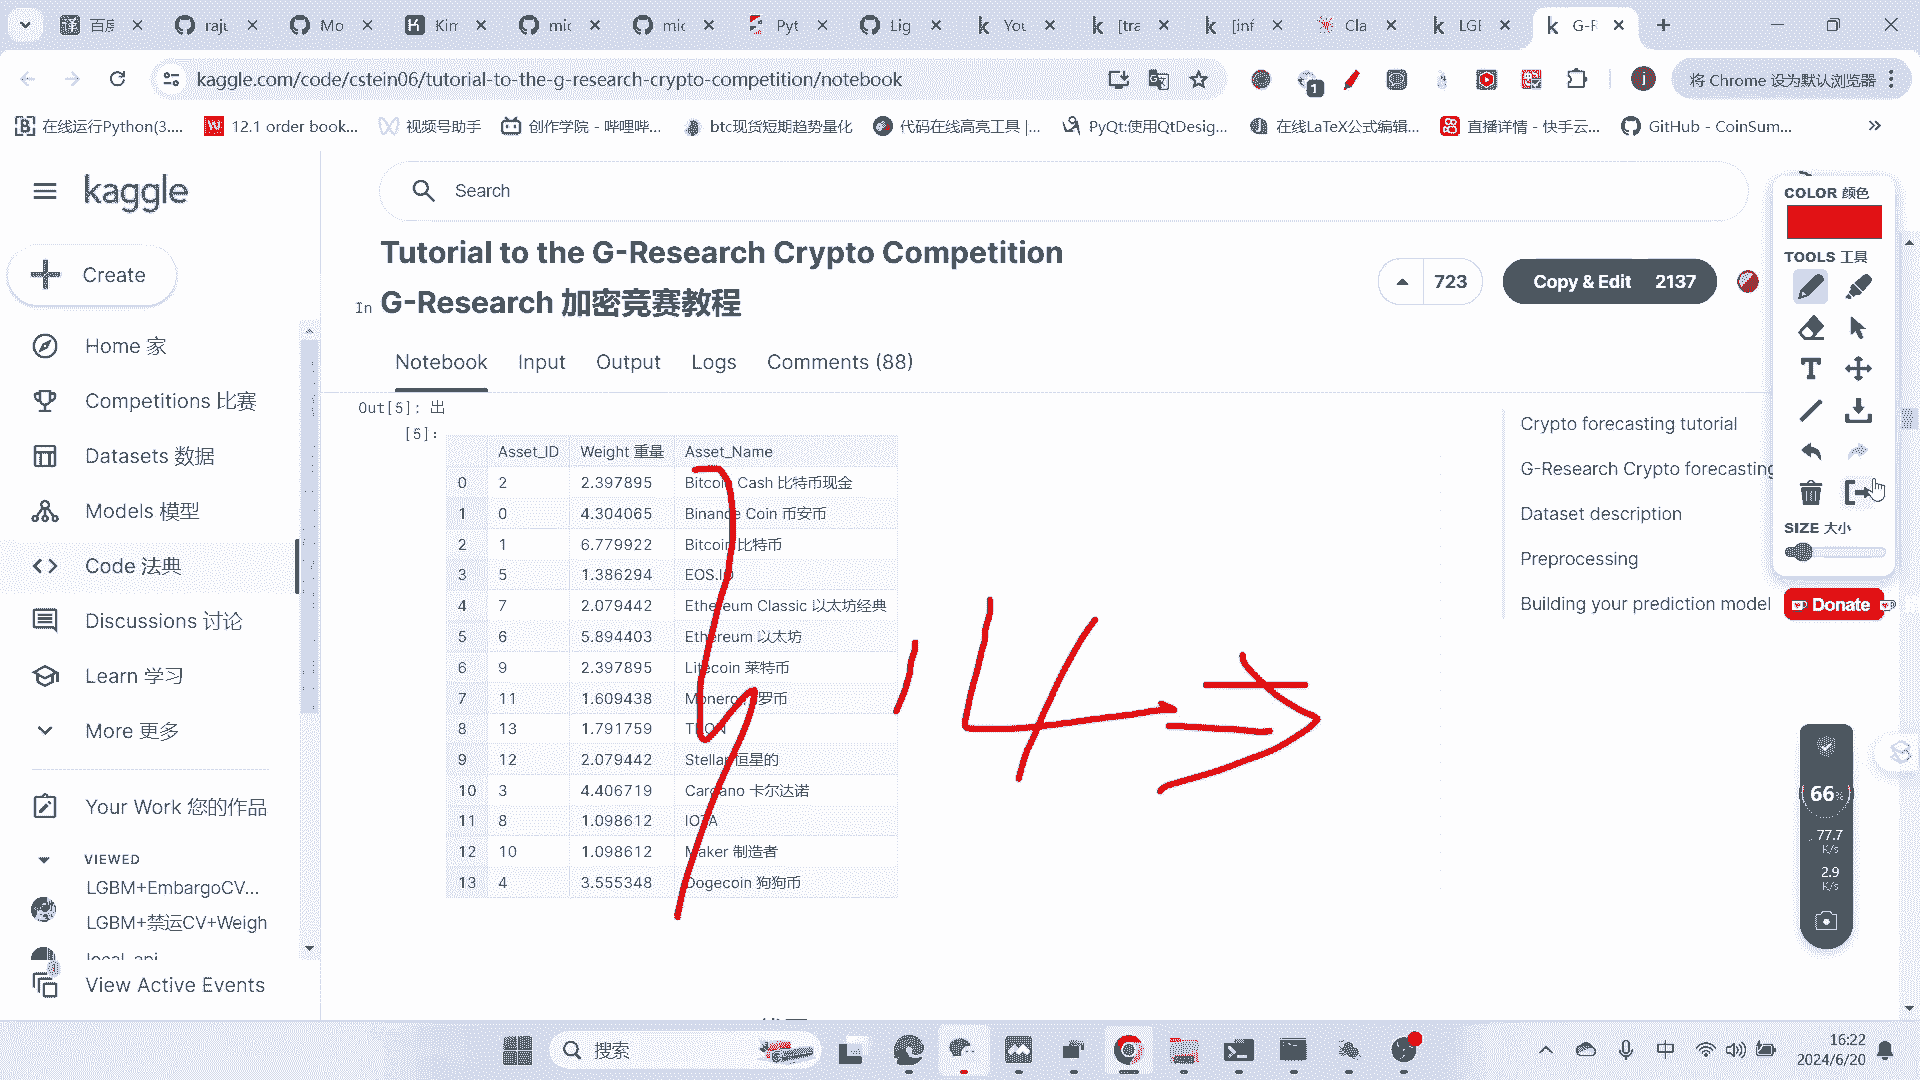 百度
raju
Mo
Kim
mic
mic
Pyt
Lig
You
[tra
[inf
Cla
LGE
G-F
kaggle.com/code/cstein06/tutorial-to-the-g-research-crypto-competition/notebook
1
将 Chrome 设为默认浏览器
在线运行Python(3....
12.1 order book...
视频号助手
创作学院 - 哔哩哔...
btc现货短期趋势量化
代码在线高亮工具 |...
PyQt:使用QtDesig...
在线LaTeX公式编辑...
直播详情 - 快手云...
GitHub - CoinSum...
kaggle
Search
Create
Home 家
Competitions 比赛
Datasets 数据
Models 模型
Code 法典
Discussions 讨论
Learn 学习
More 更多
Your Work 您的作品
VIEWED
LGBM+EmbargoCV...
LGBM+禁运CV+Weigh
local_api
View Active Events
Tutorial to the G-Research Crypto Competition
In G-Research 加密竞赛教程
723
Copy & Edit 2137
Notebook Input Output Logs Comments (88)
Out[5]: 出
[5]:
Asset_ID Weight 重量 Asset_Name
0 2 2.397895 Bitcoin Cash 比特币现金
1 0 4.304065 Binance Coin 币安币
2 1 6.779922 Bitcoin 比特币
3 5 1.386294 EOS.IO
4 7 2.079442 Ethereum Classic 以太坊经典
5 6 5.894403 Ethereum 以太坊
6 9 2.397895 Litecoin 莱特币
7 11 1.609438 Monero 门罗币
8 13 1.791759 TRON
9 12 2.079442 Stellar 恒星的
10 3 4.406719 Cardano 卡尔达诺
11 8 1.098612 IOTA
12 10 1.098612 Maker 制造者
13 4 3.555348 Dogecoin 狗狗币
14
Crypto forecasting tutorial
G-Research Crypto forecasting
Dataset description
Preprocessing
Building your prediction model
COLOR 颜色
TOOLS 工具
SIZE 大小
Donate
66%
77.7
K/s
2.9
K/s
搜索
中
16:22
2024/6/20